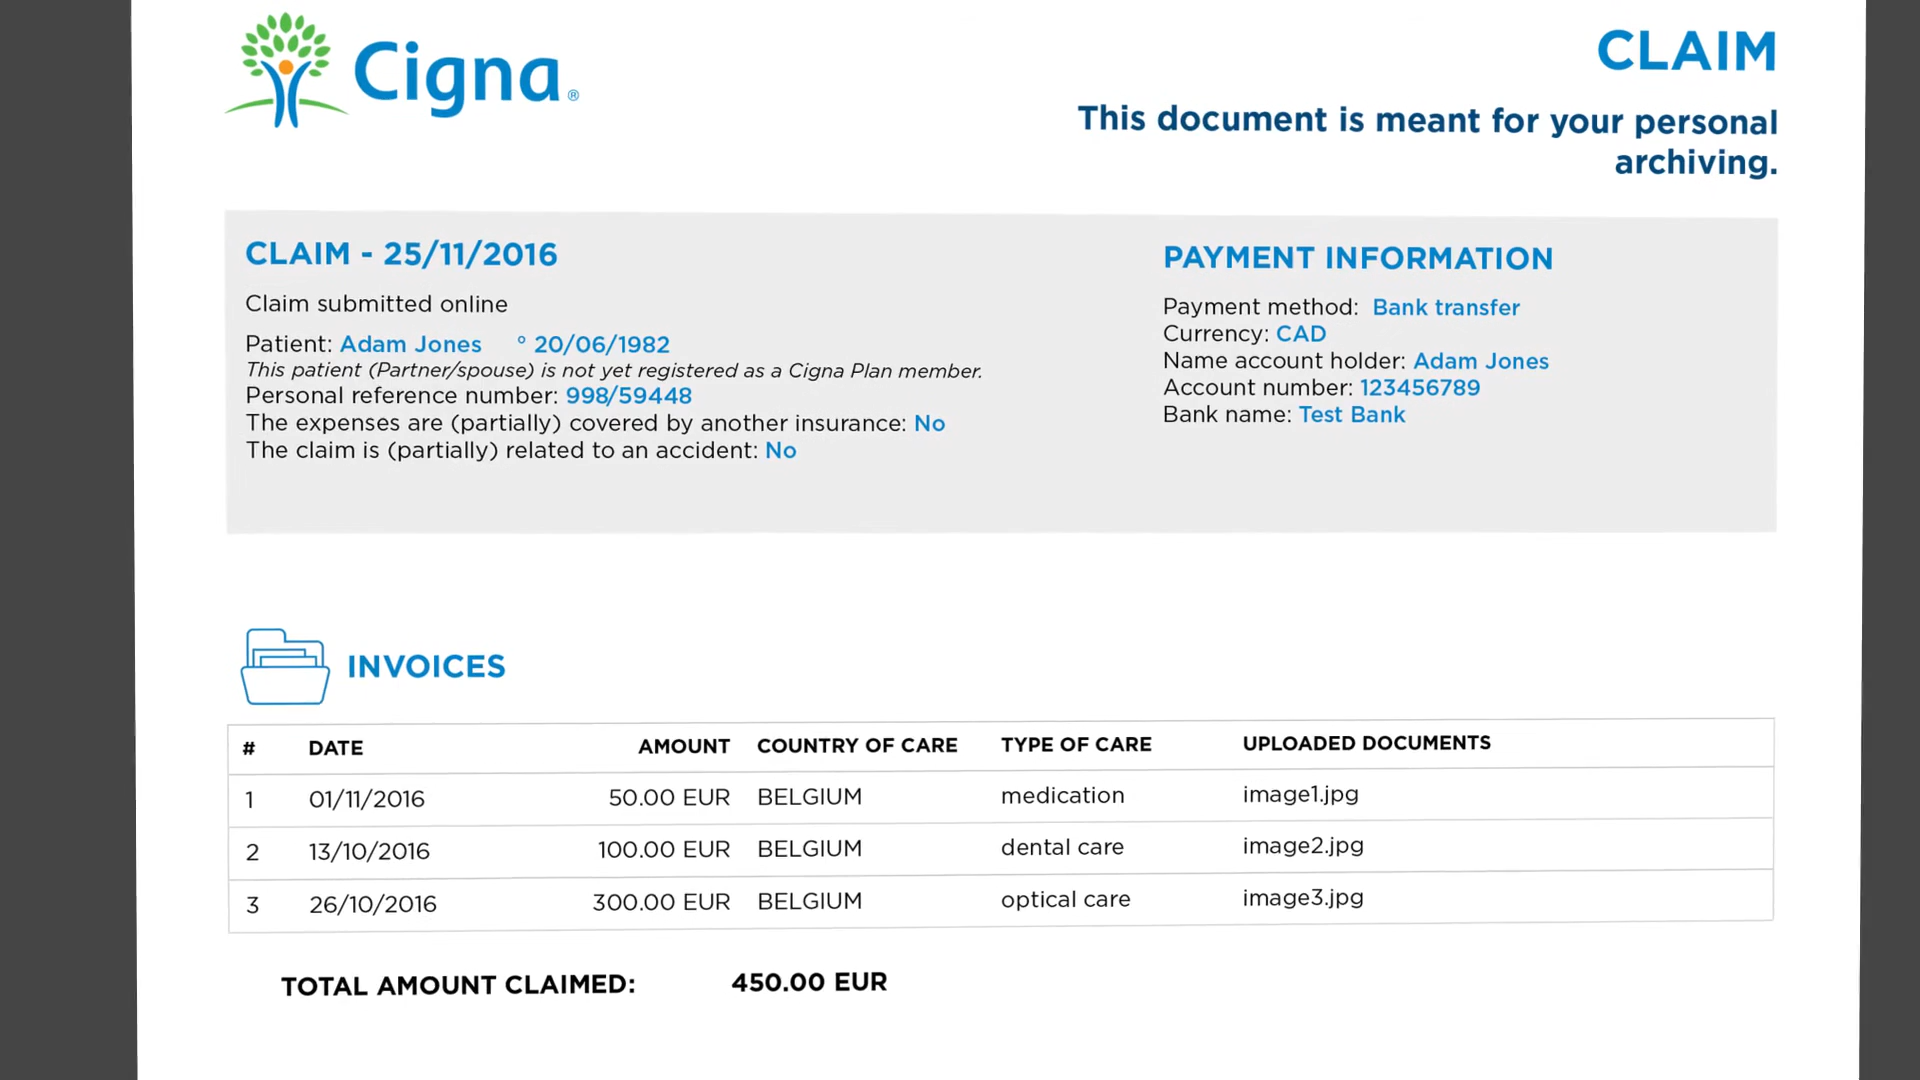 Cigna®
CLAIM
This document is meant for your personal
archiving.
CLAIM - 25/11/2016
Claim submitted online
Patient: Adam Jones ° 20/06/1982
This patient (Partner/spouse) is not yet registered as a Cigna Plan member.
Personal reference number: 998/59448
The expenses are (partially) covered by another insurance: No
The claim is (partially) related to an accident: No
PAYMENT INFORMATION
Payment method: Bank transfer
Currency: CAD
Name account holder: Adam Jones
Account number: 123456789
Bank name: Test Bank
INVOICES
# DATE AMOUNT COUNTRY OF CARE TYPE OF CARE UPLOADED DOCUMENTS
1 01/11/2016 50.00 EUR BELGIUM medication image1.jpg
2 13/10/2016 100.00 EUR BELGIUM dental care image2.jpg
3 26/10/2016 300.00 EUR BELGIUM optical care image3.jpg
TOTAL AMOUNT CLAIMED: 450.00 EUR